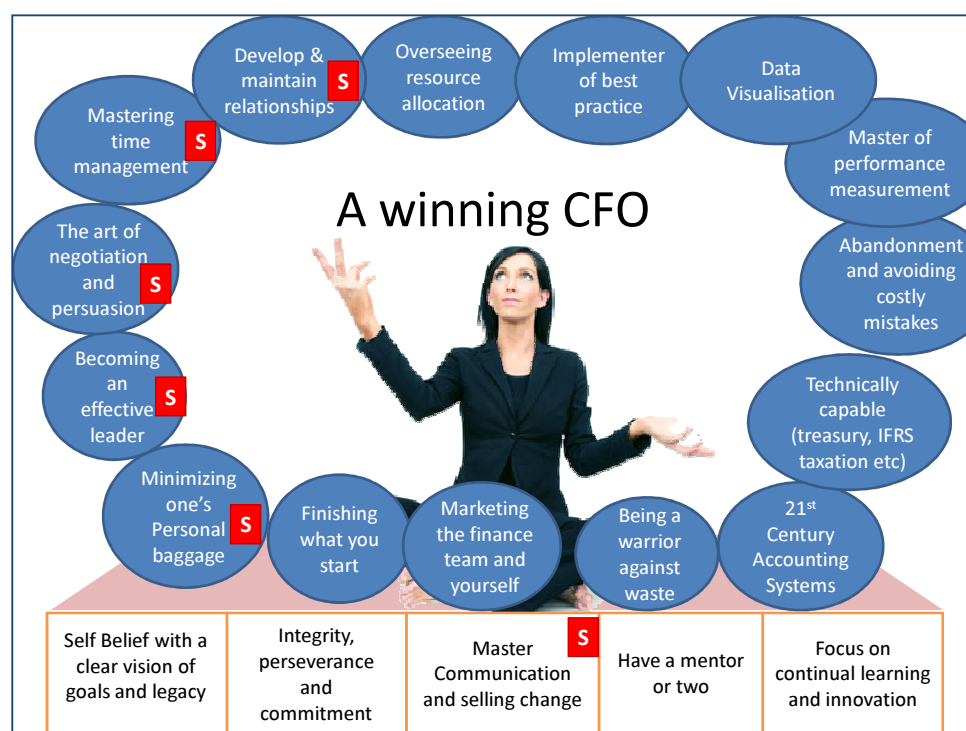 A winning CFO
Develop &
maintain
relationships
S
Overseeing
resource
allocation
Implementer
of best
practice
Data
Visualisation
Master of
performance
measurement
Abandonment
and avoiding
costly
mistakes
Technically
capable
(treasury, IFRS
taxation etc)
21st
Century
Accounting
Systems
Being a
warrior
against
waste
Marketing
the finance
team and
yourself
Finishing
what you
start
Minimizing
one's
Personal
baggage
S
Becoming
an
effective
leader
S
The art of
negotiation
and
persuasion
S
Mastering
time
management
S
Self Belief with a
clear vision of
goals and legacy
Integrity,
perseverance
and
commitment
S
Master
Communication
and selling change
Have a mentor
or two
Focus on
continual learning
and innovation